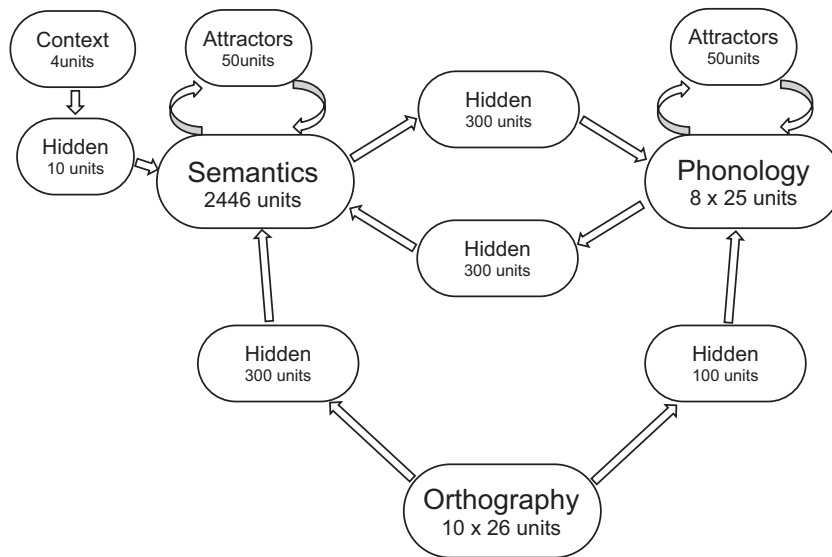 Context
4units
Attractors
50units
Attractors
50units
Hidden
300 units
Hidden
10 units
Semantics
2446 units
Phonology
8 x 25 units
Hidden
300 units
Hidden
300 units
Hidden
100 units
Orthography
10 x 26 units